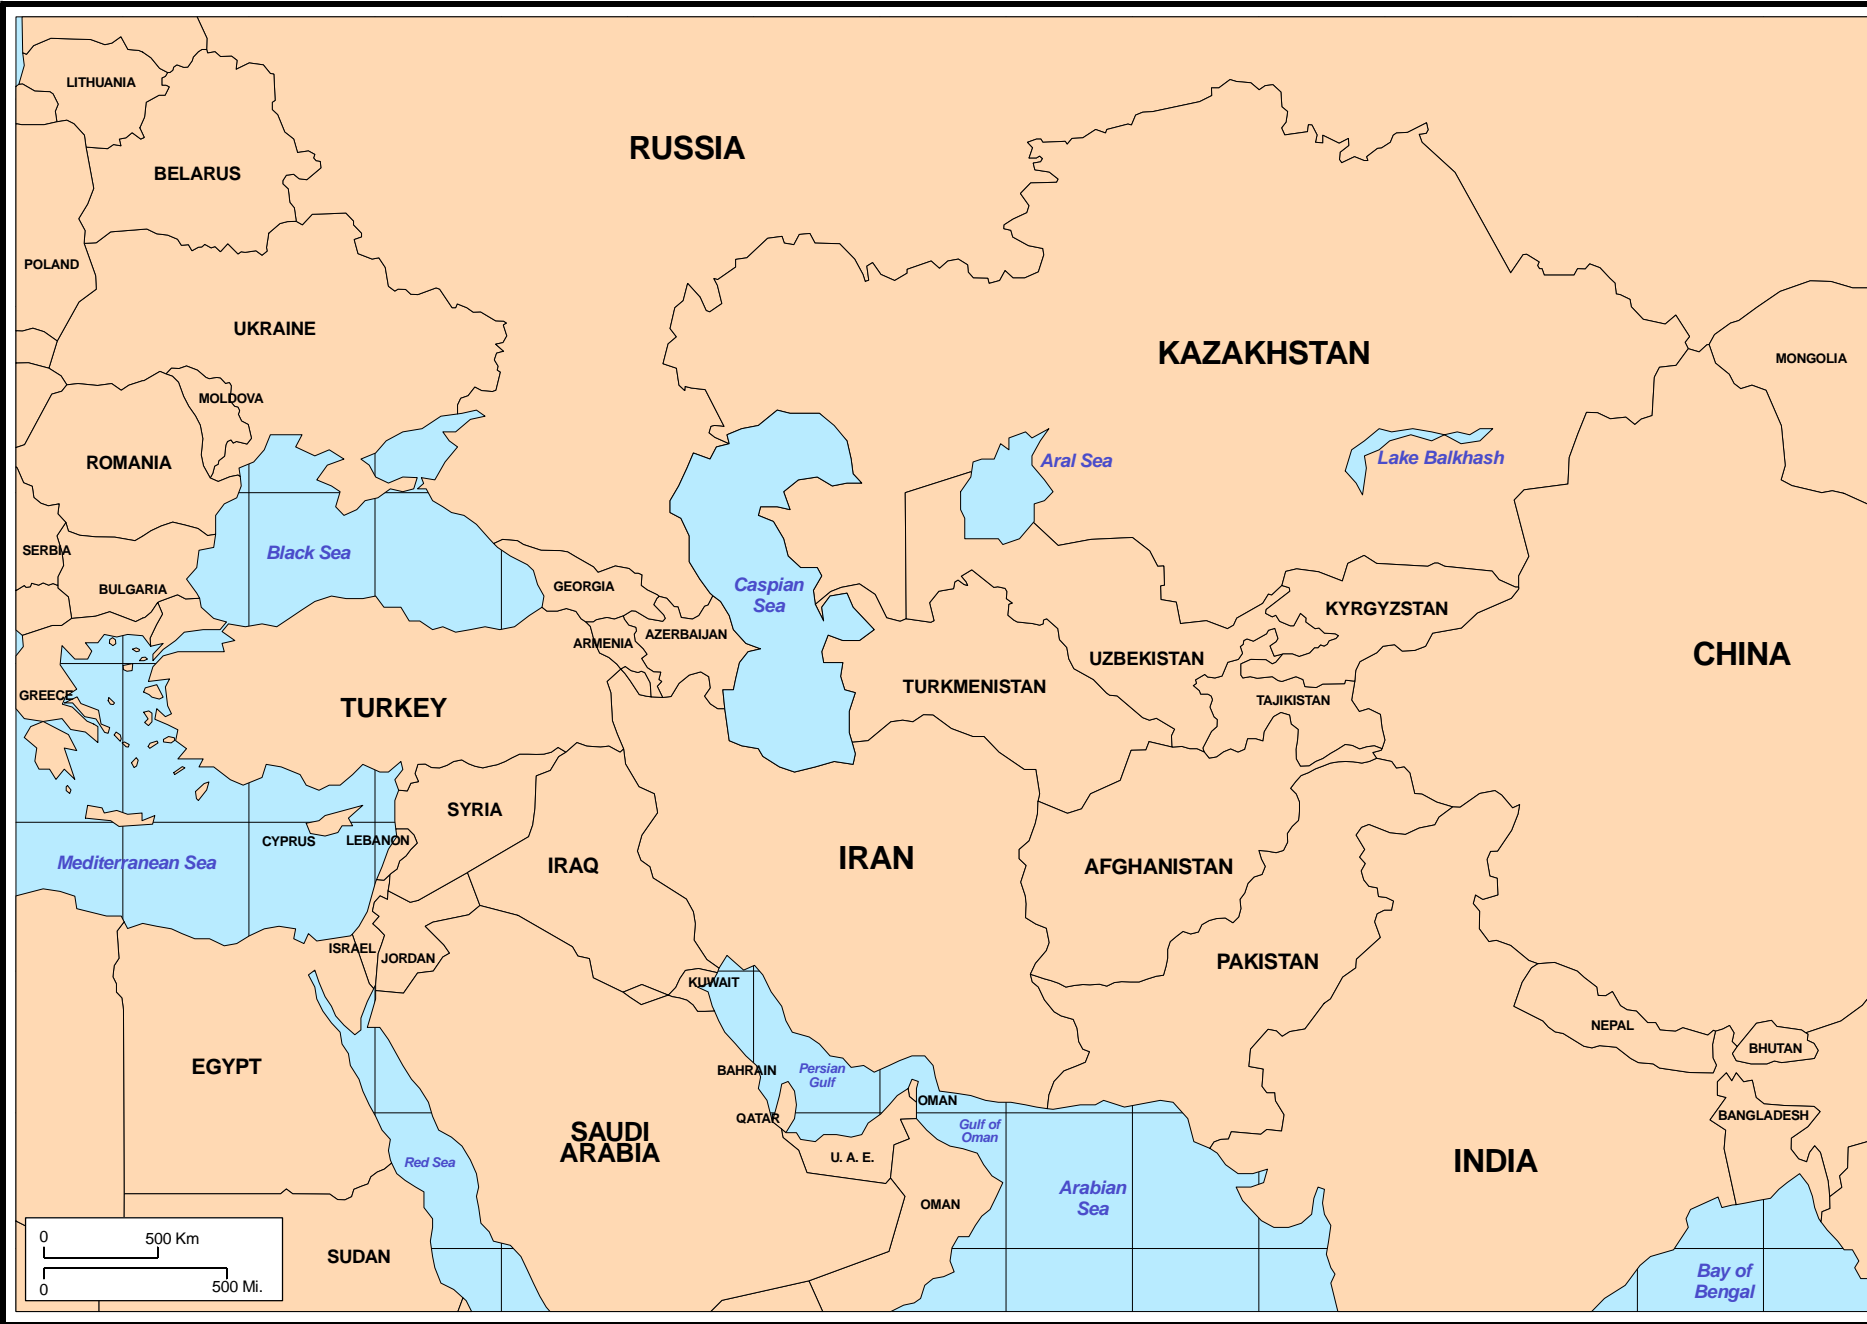 LITHUANIA
RUSSIA
BELARUS
POLAND
UKRAINE
KAZAKHSTAN
MONGOLIA
MOLDOVA
ROMANIA
Aral Sea
Lake Balkhash
SERBIA
Black Sea
BULGARIA
GEORGIA
Caspian
Sea
KYRGYZSTAN
ARMENIA
AZERBAIJAN
UZBEKISTAN
CHINA
GREECE
TURKEY
TURKMENISTAN
TAJIKISTAN
SYRIA
CYPRUS
LEBANON
Mediterranean Sea
IRAQ
IRAN
AFGHANISTAN
ISRAEL
JORDAN
PAKISTAN
KUWAIT
NEPAL
BHUTAN
EGYPT
BAHRAIN
Persian
Gulf
OMAN
QATAR
BANGLADESH
Gulf of
Oman
SAUDI
ARABIA
U. A. E.
Red Sea
INDIA
Arabian
Sea
OMAN
SUDAN
0 500 Km
0 500 Mi.
Bay of
Bengal